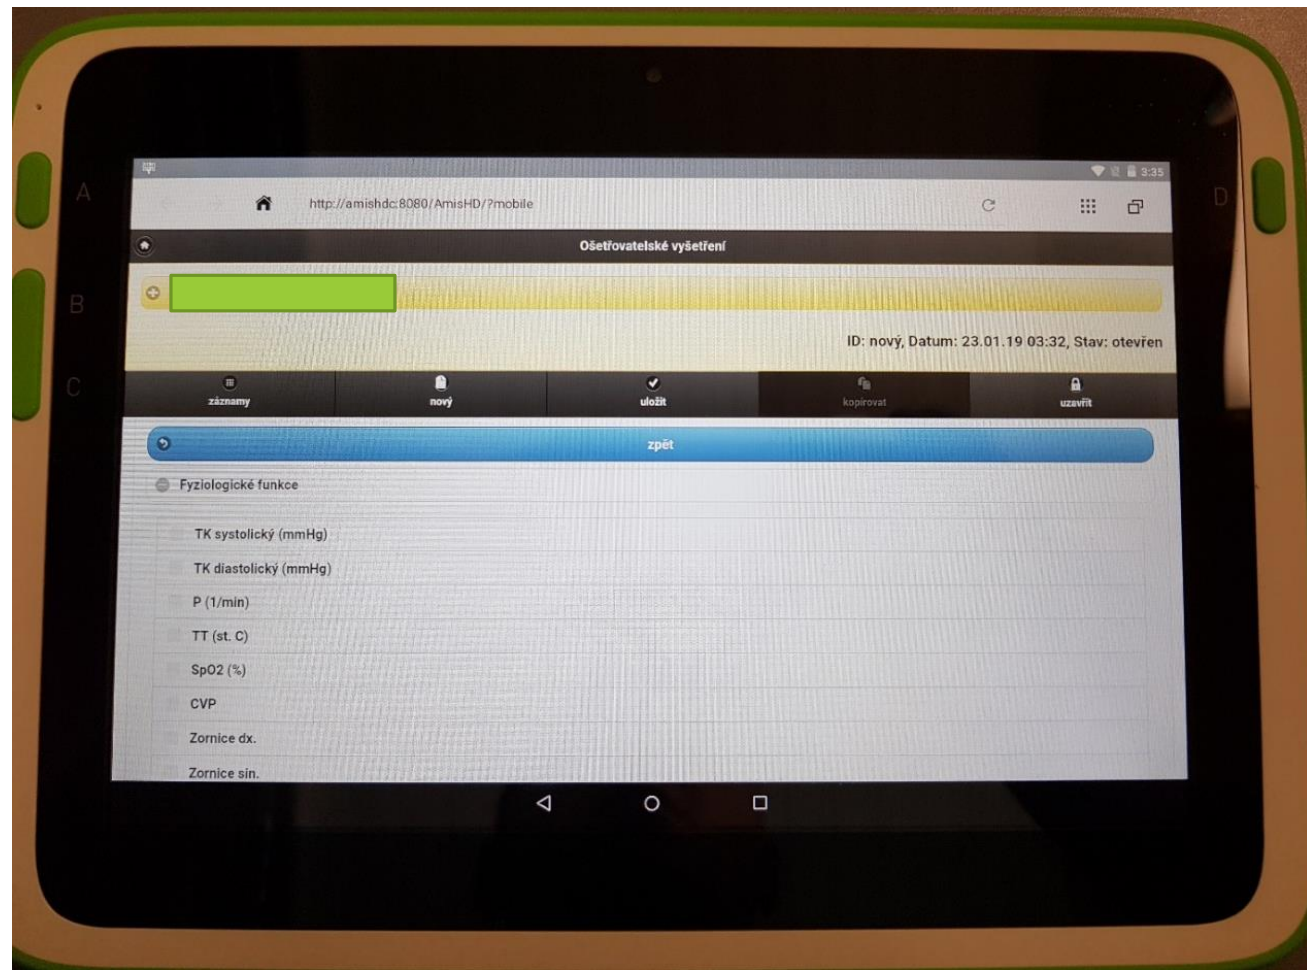 3:35
http://amishdc:8080/AmisHD/?mobile
Ošetřovatelské vyšetření
ID: nový, Datum: 23.01.19 03:32, Stav: otevřen
záznamy nový uložit kopírovat uzavřít
zpět
Fyziologické funkce
TK systolický (mmHg)
TK diastolický (mmHg)
P (1/min)
TT (st. C)
SpO2 (%)
CVP
Zornice dx.
Zornice sin.
A
B
C
D